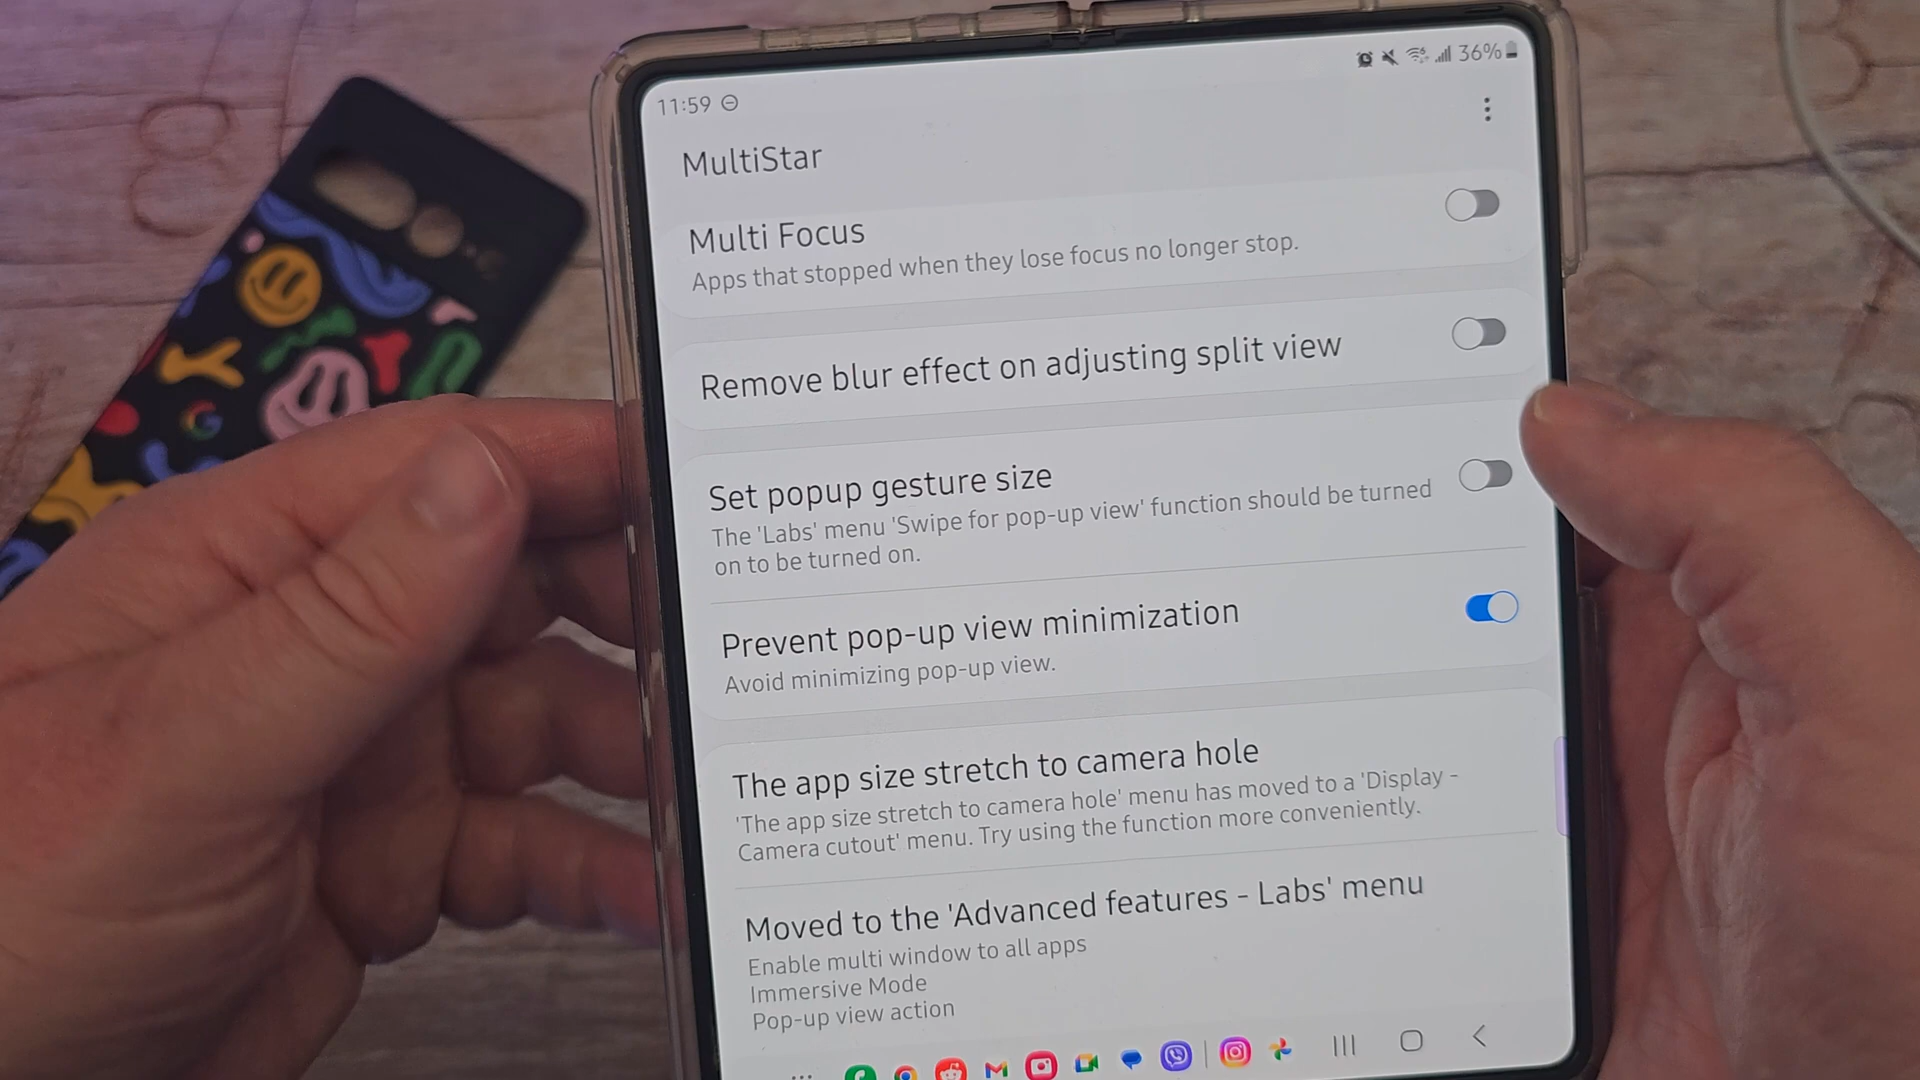 11:59
36%
MultiStar
Multi Focus
Apps that stopped when they lose focus no longer stop.
Remove blur effect on adjusting split view
Set popup gesture size
The 'Labs' menu 'Swipe for pop-up view' function should be turned
on to be turned on.
Prevent pop-up view minimization
Avoid minimizing pop-up view.
The app size stretch to camera hole
'The app size stretch to camera hole' menu has moved to a 'Display -
Camera cutout' menu. Try using the function more conveniently.
Moved to the 'Advanced features - Labs' menu
Enable multi window to all apps
Immersive Mode
Pop-up view action